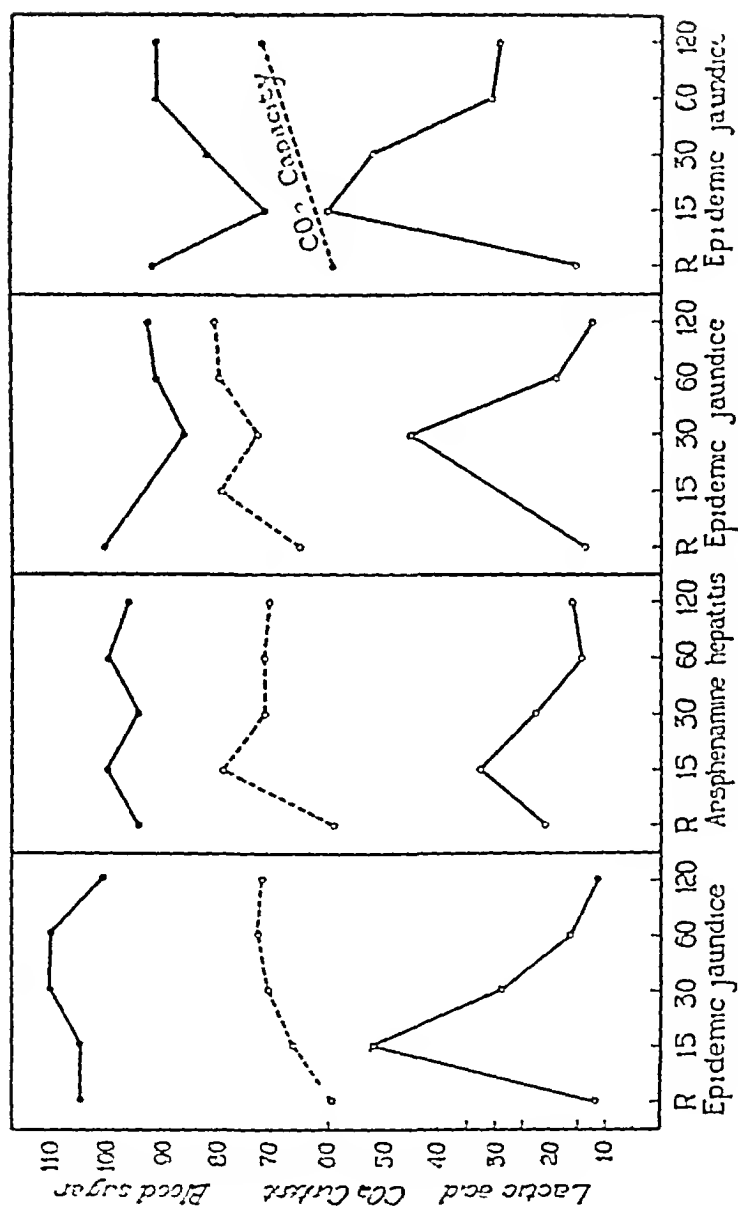 110
100
90
80
70
60
50
40
30
20
10
Blood sugar
CO2
Lactic acid
CO2 Capacity
R 15 30 60 120
Epidemic jaundice
R 15 30 60 120
Arsphenamine hepatitis
R 15 30 60 120
Epidemic jaundice
R 15 30 60 120
Epidemic jaundice